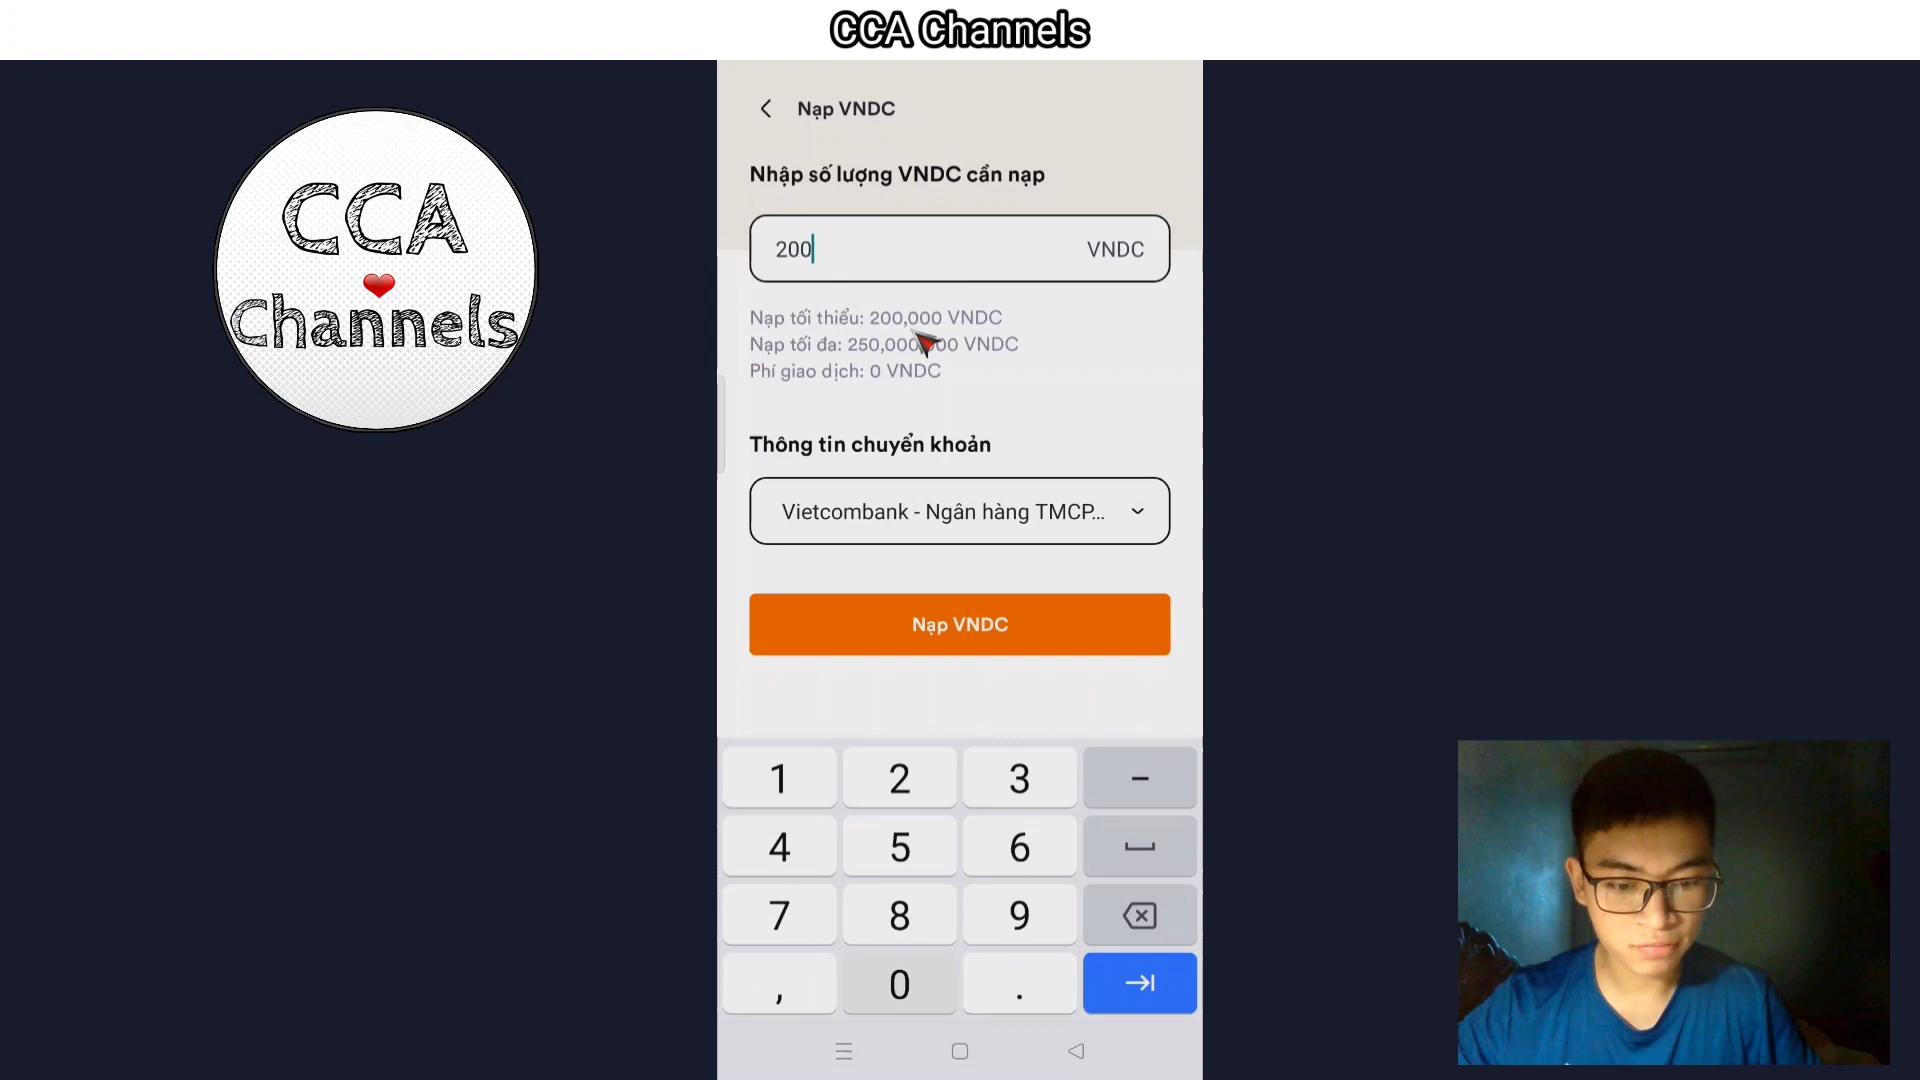 CCA Channels
CCA
Channels
Nạp VNDC
Nhập số lượng VNDC cần nạp
200 VNDC
Nạp tối thiểu: 200,000 VNDC
Nạp tối đa: 250,000,000 VNDC
Phí giao dịch: 0 VNDC
Thông tin chuyển khoản
Vietcombank - Ngân hàng TMCP...
Nạp VNDC
1 2 3 -
4 5 6
7 8 9
, 0 .